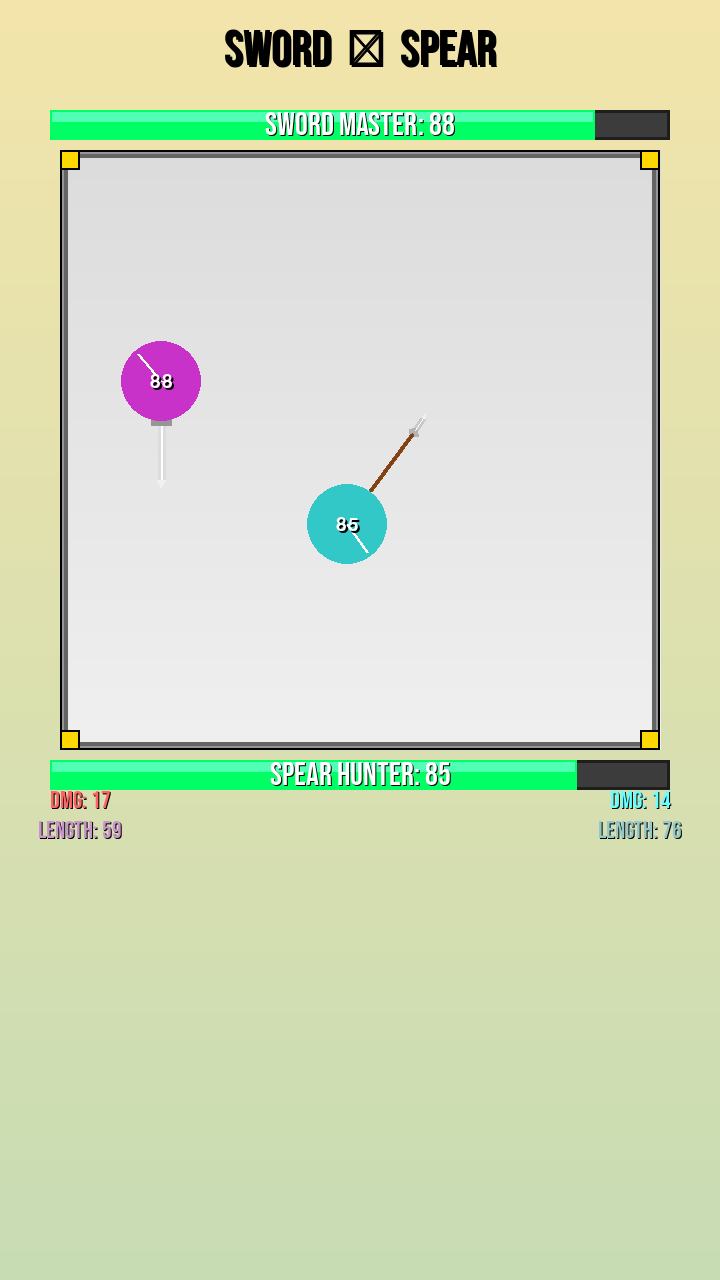 SWORD ☒ SPEAR
SWORD MASTER: 88
88
85
SPEAR HUNTER: 85
DMG: 17
DMG: 14
LENGTH: 59
LENGTH: 76